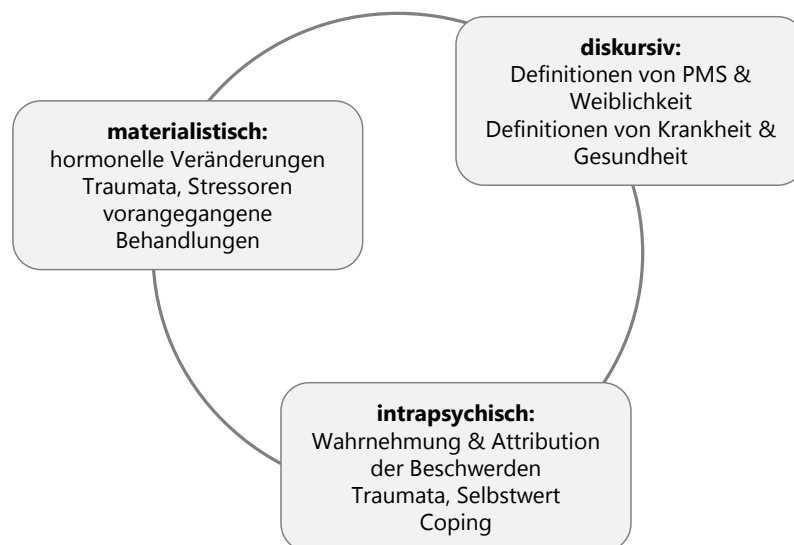 diskursiv:
Definitionen von PMS &
Weiblichkeit
Definitionen von Krankheit &
Gesundheit
materialistisch:
hormonelle Veränderungen
Traumata, Stressoren
vorangegangene
Behandlungen
intrapsychisch:
Wahrnehmung & Attribution
der Beschwerden
Traumata, Selbstwert
Coping